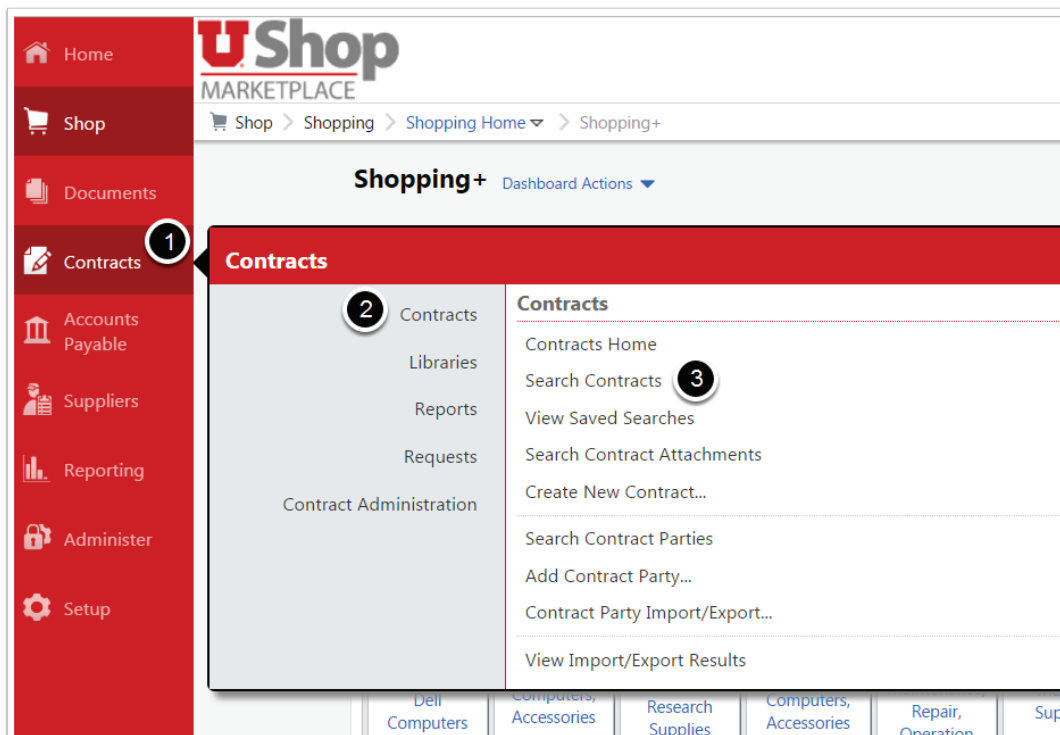 Home
Shop
Documents
Contracts
Accounts
Payable
Suppliers
Reporting
Administer
Setup
UShop
MARKETPLACE
Shop > Shopping > Shopping Home > Shopping+
Shopping+ Dashboard Actions
1
Contracts
2
Contracts
Libraries
Reports
Requests
Contract Administration
Contracts
Contracts Home
Search Contracts
3
View Saved Searches
Search Contract Attachments
Create New Contract...
Search Contract Parties
Add Contract Party...
Contract Party Import/Export...
View Import/Export Results
Dell
Computers
Computers,
Accessories
Research
Supplies
Computers,
Accessories
Repair,
Operation